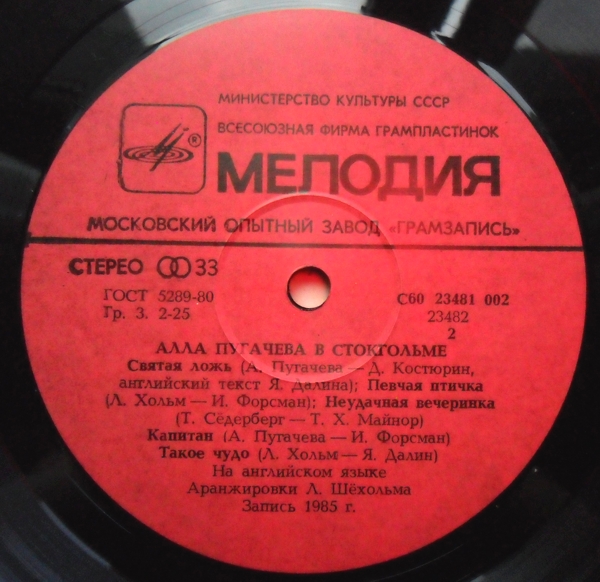 МИНИСТЕРСТВО КУЛЬТУРЫ СССР
ВСЕСОЮЗНАЯ ФИРМА ГРАМПЛАСТИНОК
®
МЕЛОДИЯ
МОСКОВСКИЙ ОПЫТНЫЙ ЗАВОД «ГРАМЗАПИСЬ»
СТЕРЕО 33
ГОСТ 5289-80
Гр. 3. 2-25
С60 23481 002
23482
2
АЛЛА ПУГАЧЕВА В СТОКГОЛЬМЕ
Святая ложь (А. Пугачева — Д. Костюрин,
английский текст Я. Далина); Певчая птичка
(Л. Хольм — И. Форсман); Неудачная вечеринка
(Т. Сёдерберг — Т. Х. Майнор)
Капитан (А. Пугачева — И. Форсман)
Такое чудо (Л. Хольм — Я. Далин)
На английском языке
Аранжировки Л. Шёхольма
Запись 1985 г.